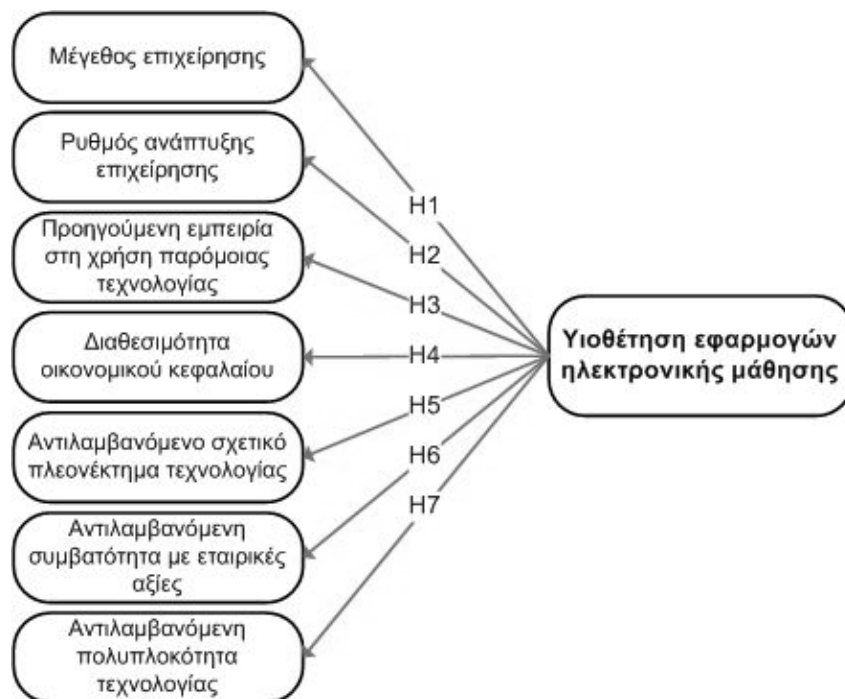 Μέγεθος επιχείρησης
Ρυθμός ανάπτυξης
επιχείρησης
Προηγούμενη εμπειρία
στη χρήση παρόμοιας
τεχνολογίας
Διαθεσιμότητα
οικονομικού κεφαλαίου
Αντιλαμβανόμενο σχετικό
πλεονέκτημα τεχνολογίας
Αντιλαμβανόμενη
συμβατότητα με εταιρικές
αξίες
Αντιλαμβανόμενη
πολυπλοκότητα
τεχνολογίας
H1
H2
H3
H4
H5
H6
H7
Υιοθέτηση εφαρμογών
ηλεκτρονικής μάθησης